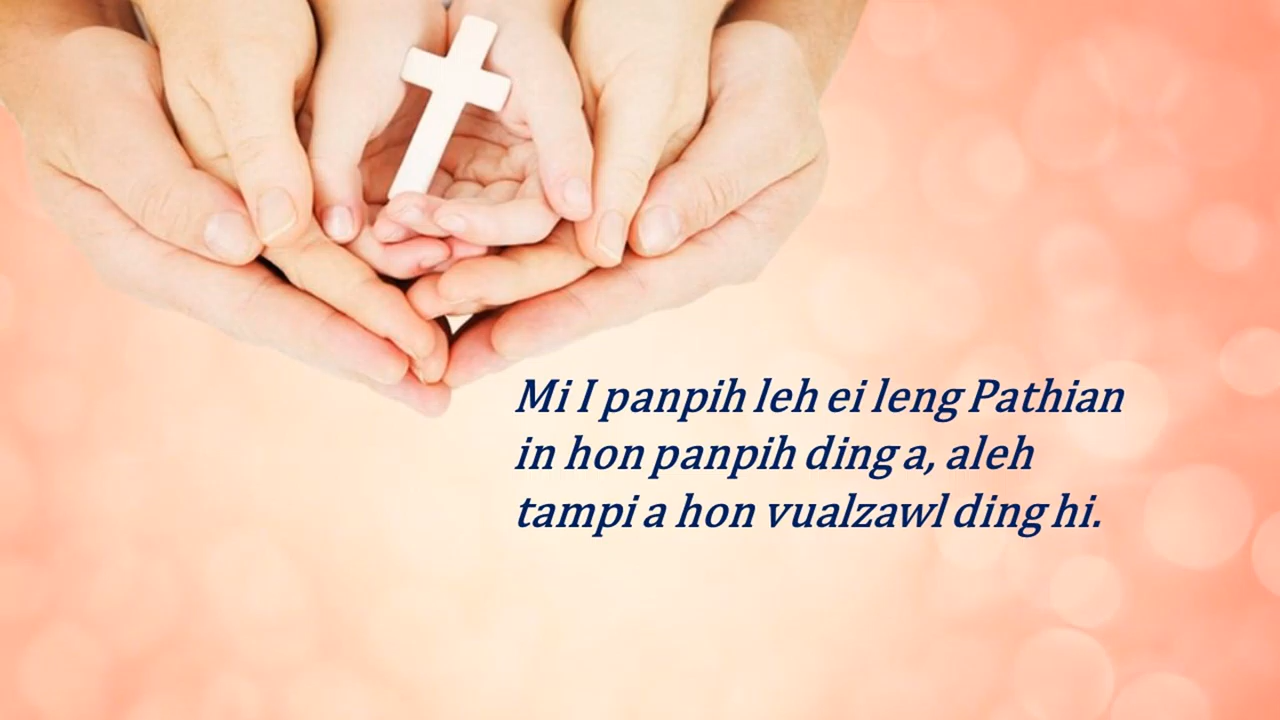 Mi I panpih leh ei leng Pathian
in hon panpih ding a, aleh
tampi a hon vualzawl ding hi.